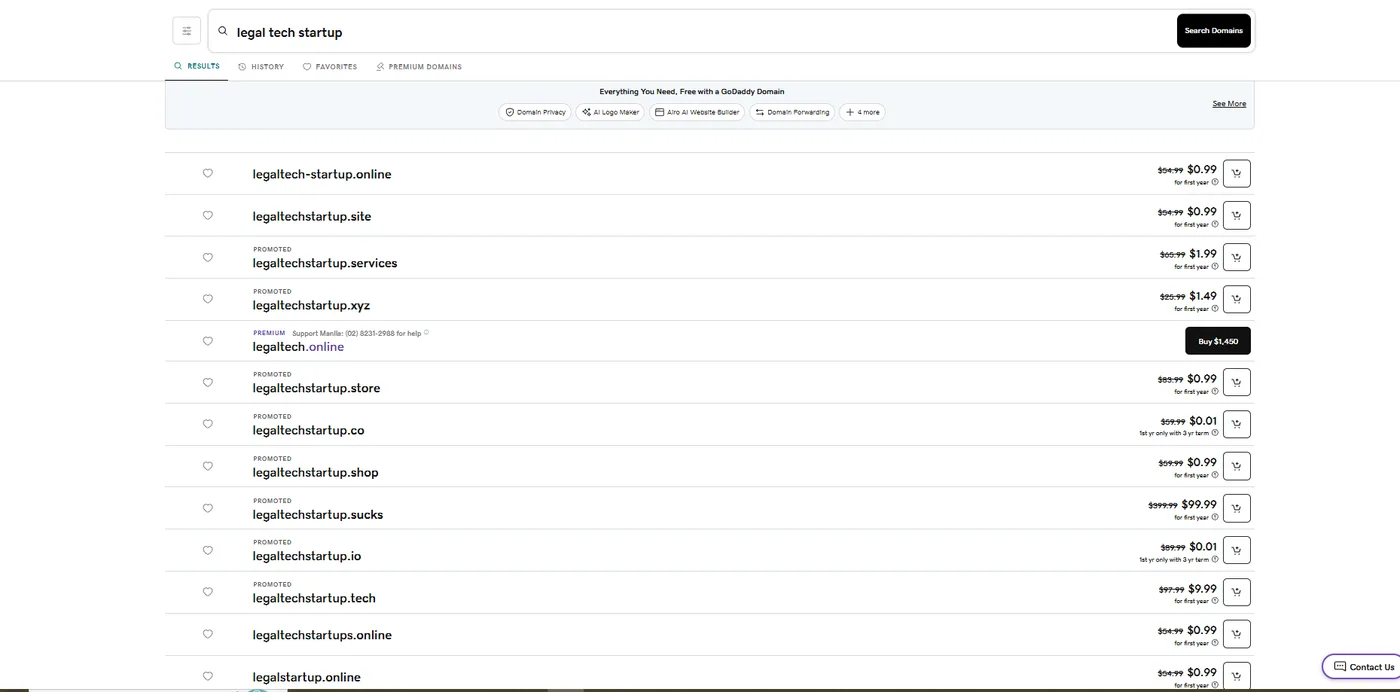 legal tech startup
Search Domains
RESULTS HISTORY FAVORITES PREMIUM DOMAINS
Everything You Need, Free with a GoDaddy Domain
See More
Domain Privacy AI Logo Maker Airo AI Website Builder Domain Forwarding + 4 more
legaltech-startup.online
$54.99 $0.99
for first year
legaltechstartup.site
$54.99 $0.99
for first year
PROMOTED
legaltechstartup.services
$65.99 $1.99
for first year
PROMOTED
legaltechstartup.xyz
$25.99 $1.49
for first year
PREMIUM Support Manila: (02) 8231-2988 for help
legaltech.online
Buy $1,450
PROMOTED
legaltechstartup.store
$83.99 $0.99
for first year
PROMOTED
legaltechstartup.co
$59.99 $0.01
1st yr only with 3 yr term
PROMOTED
legaltechstartup.shop
$59.99 $0.99
for first year
PROMOTED
legaltechstartup.sucks
$399.99 $99.99
for first year
PROMOTED
legaltechstartup.io
$89.99 $0.01
1st yr only with 3 yr term
PROMOTED
legaltechstartup.tech
$97.99 $9.99
for first year
legaltechstartups.online
$54.99 $0.99
for first year
legalstartup.online
$54.99 $0.99
for first year
Contact Us